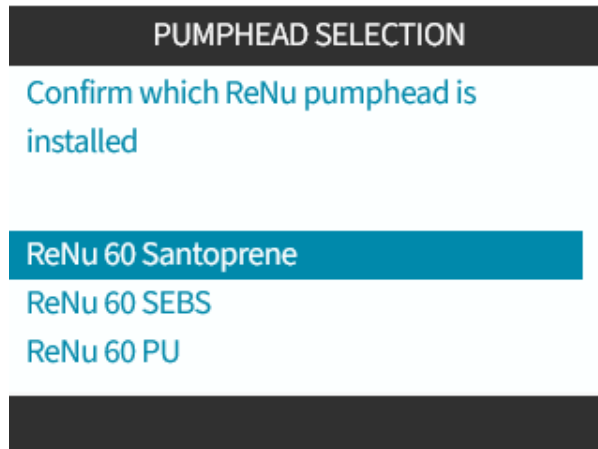 PUMPHEAD SELECTION
Confirm which ReNu pumphead is
installed
ReNu 60 Santoprene
ReNu 60 SEBS
ReNu 60 PU